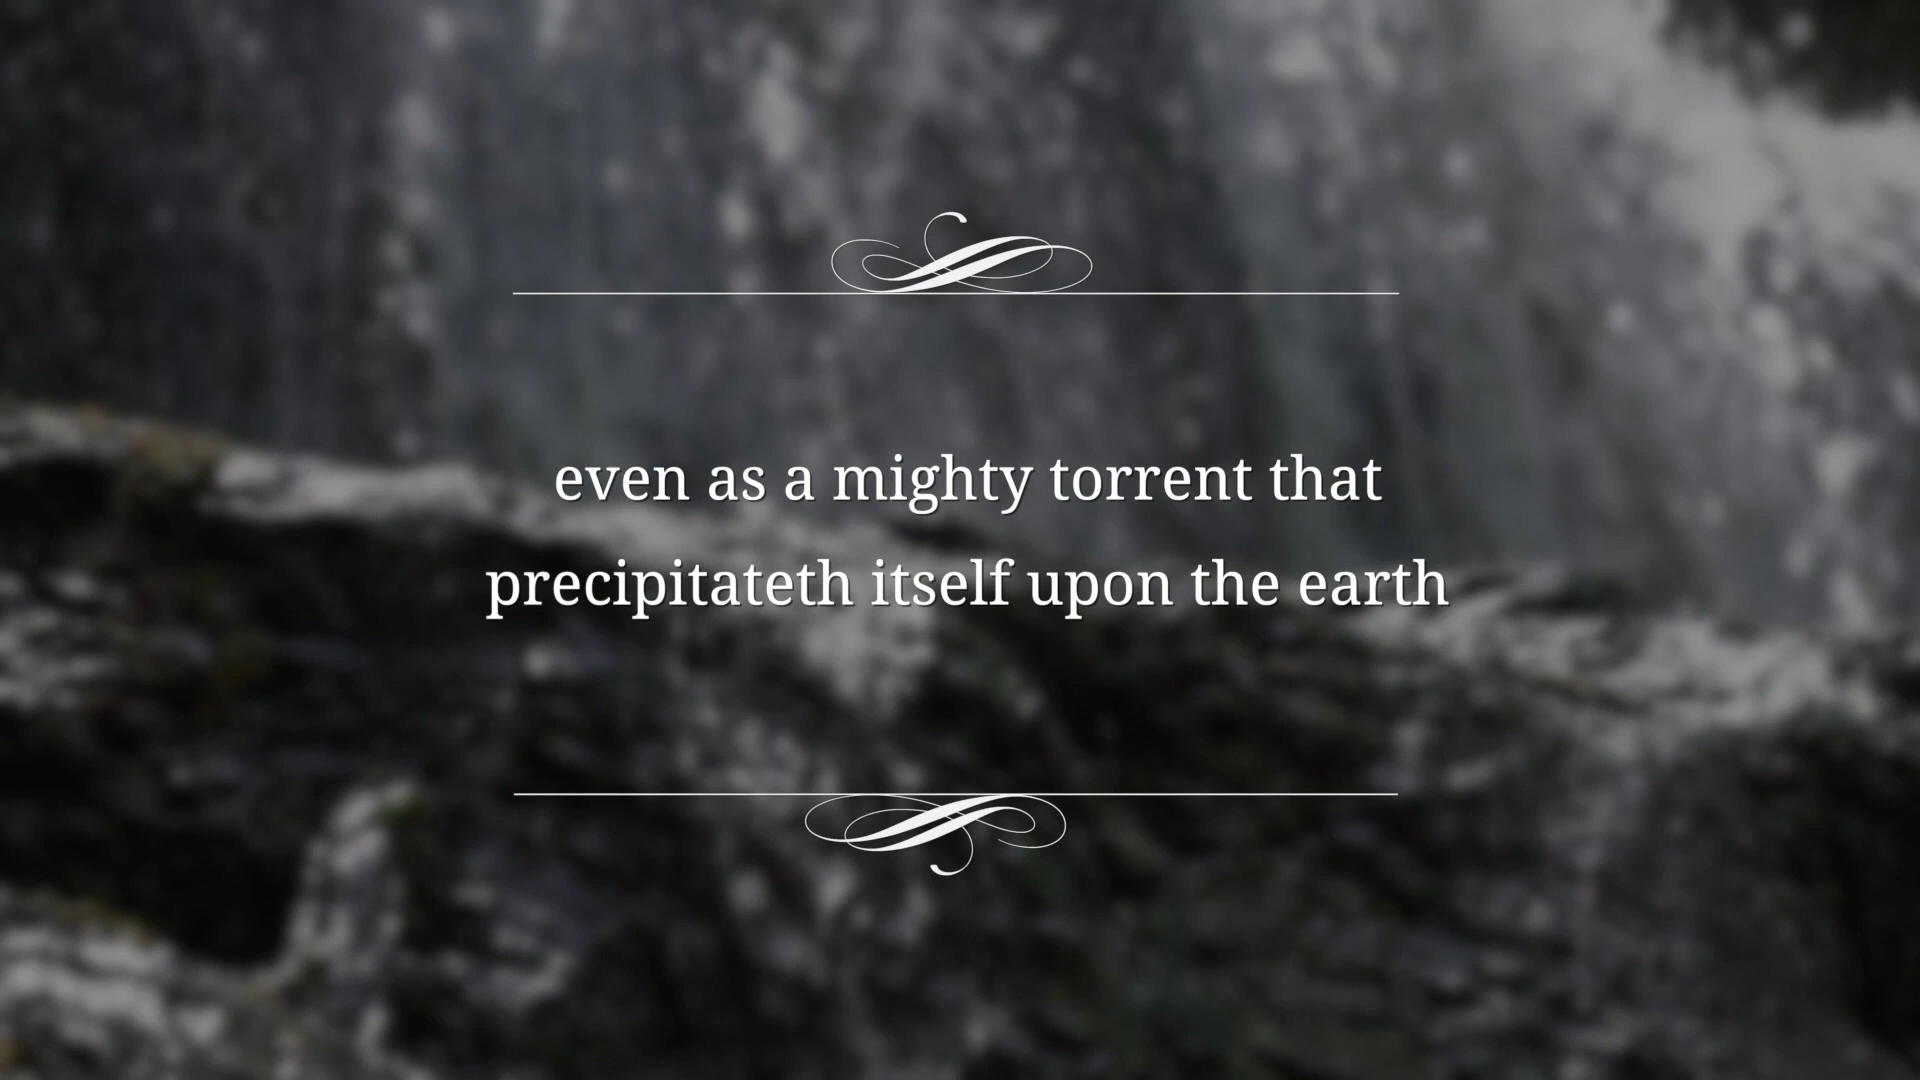 even as a mighty torrent that
precipitateth itself upon the earth